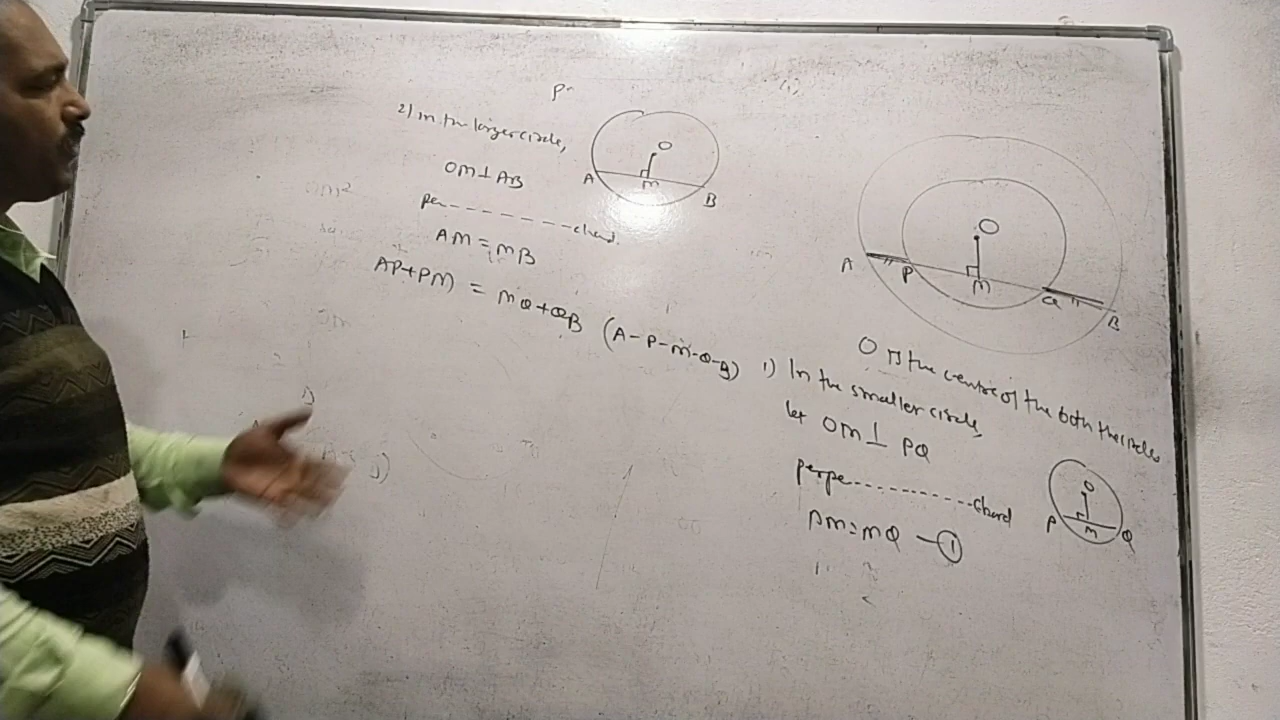 O
A
P
M
Q
B
O is the centre of the both the circles
1) In the smaller circle,
let OM ⊥ PQ
perpe-----------chord
O
P
M
Q
PM = MQ — ①
2) In the larger circle,
O
A
M
B
OM ⊥ AB
per---------chord.
AM = MB
AP + PM = MQ + QB (A-P-M-Q-B)